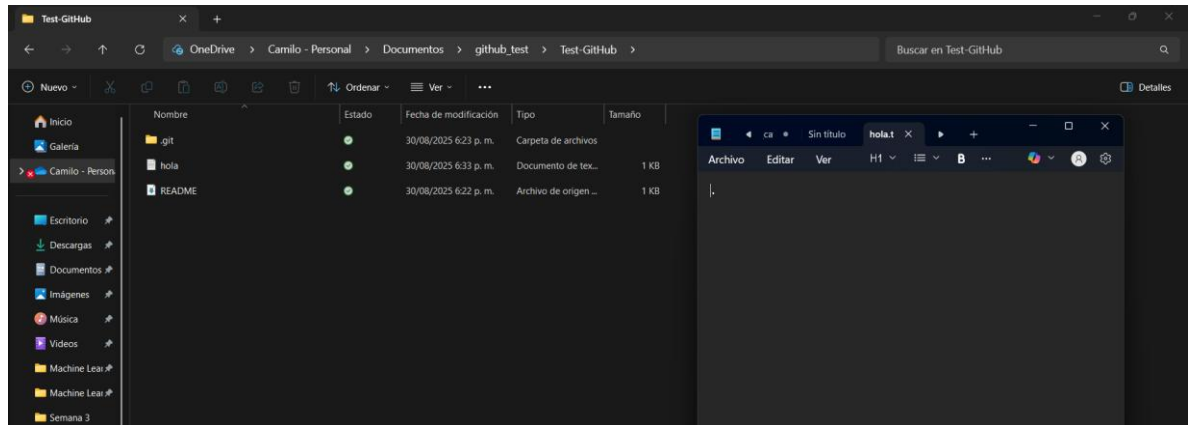 Test-GitHub
OneDrive > Camilo - Personal > Documentos > github_test > Test-GitHub >
Buscar en Test-GitHub
Nuevo
Ordenar
Ver
Detalles
Nombre
Estado
Fecha de modificación
Tipo
Tamaño
.git
30/08/2025 6:23 p. m.
Carpeta de archivos
hola
30/08/2025 6:33 p. m.
Documento de tex...
1 KB
README
30/08/2025 6:22 p. m.
Archivo de origen ...
1 KB
Inicio
Galería
Camilo - Person
Escritorio
Descargas
Documentos
Imágenes
Música
Videos
Machine Lear
Machine Lear
Semana 3
ca
Sin título
hola.t
Archivo
Editar
Ver
H1
B
.